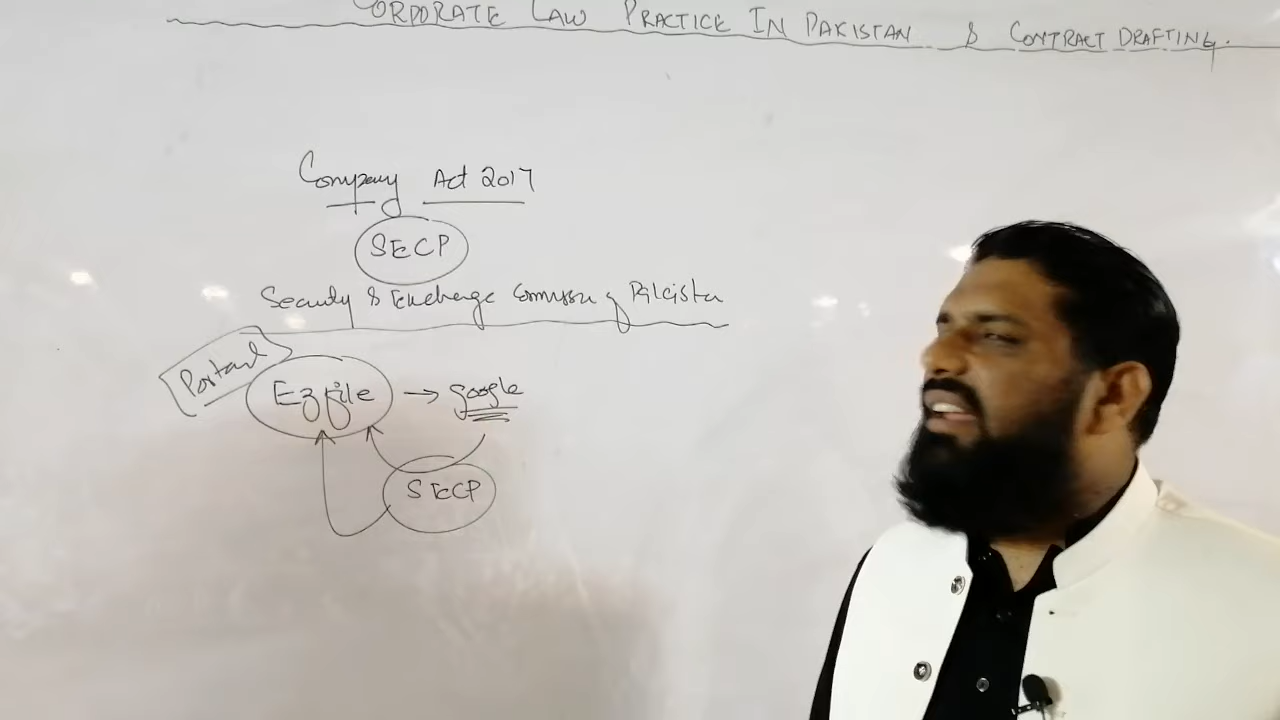 CORPORATE LAW PRACTICE IN PAKISTAN & CONTRACT DRAFTING.
Company Act 2017
SECP
Security & Exchange Commission of Pakistan
Portal
Ezfile → google
SECP